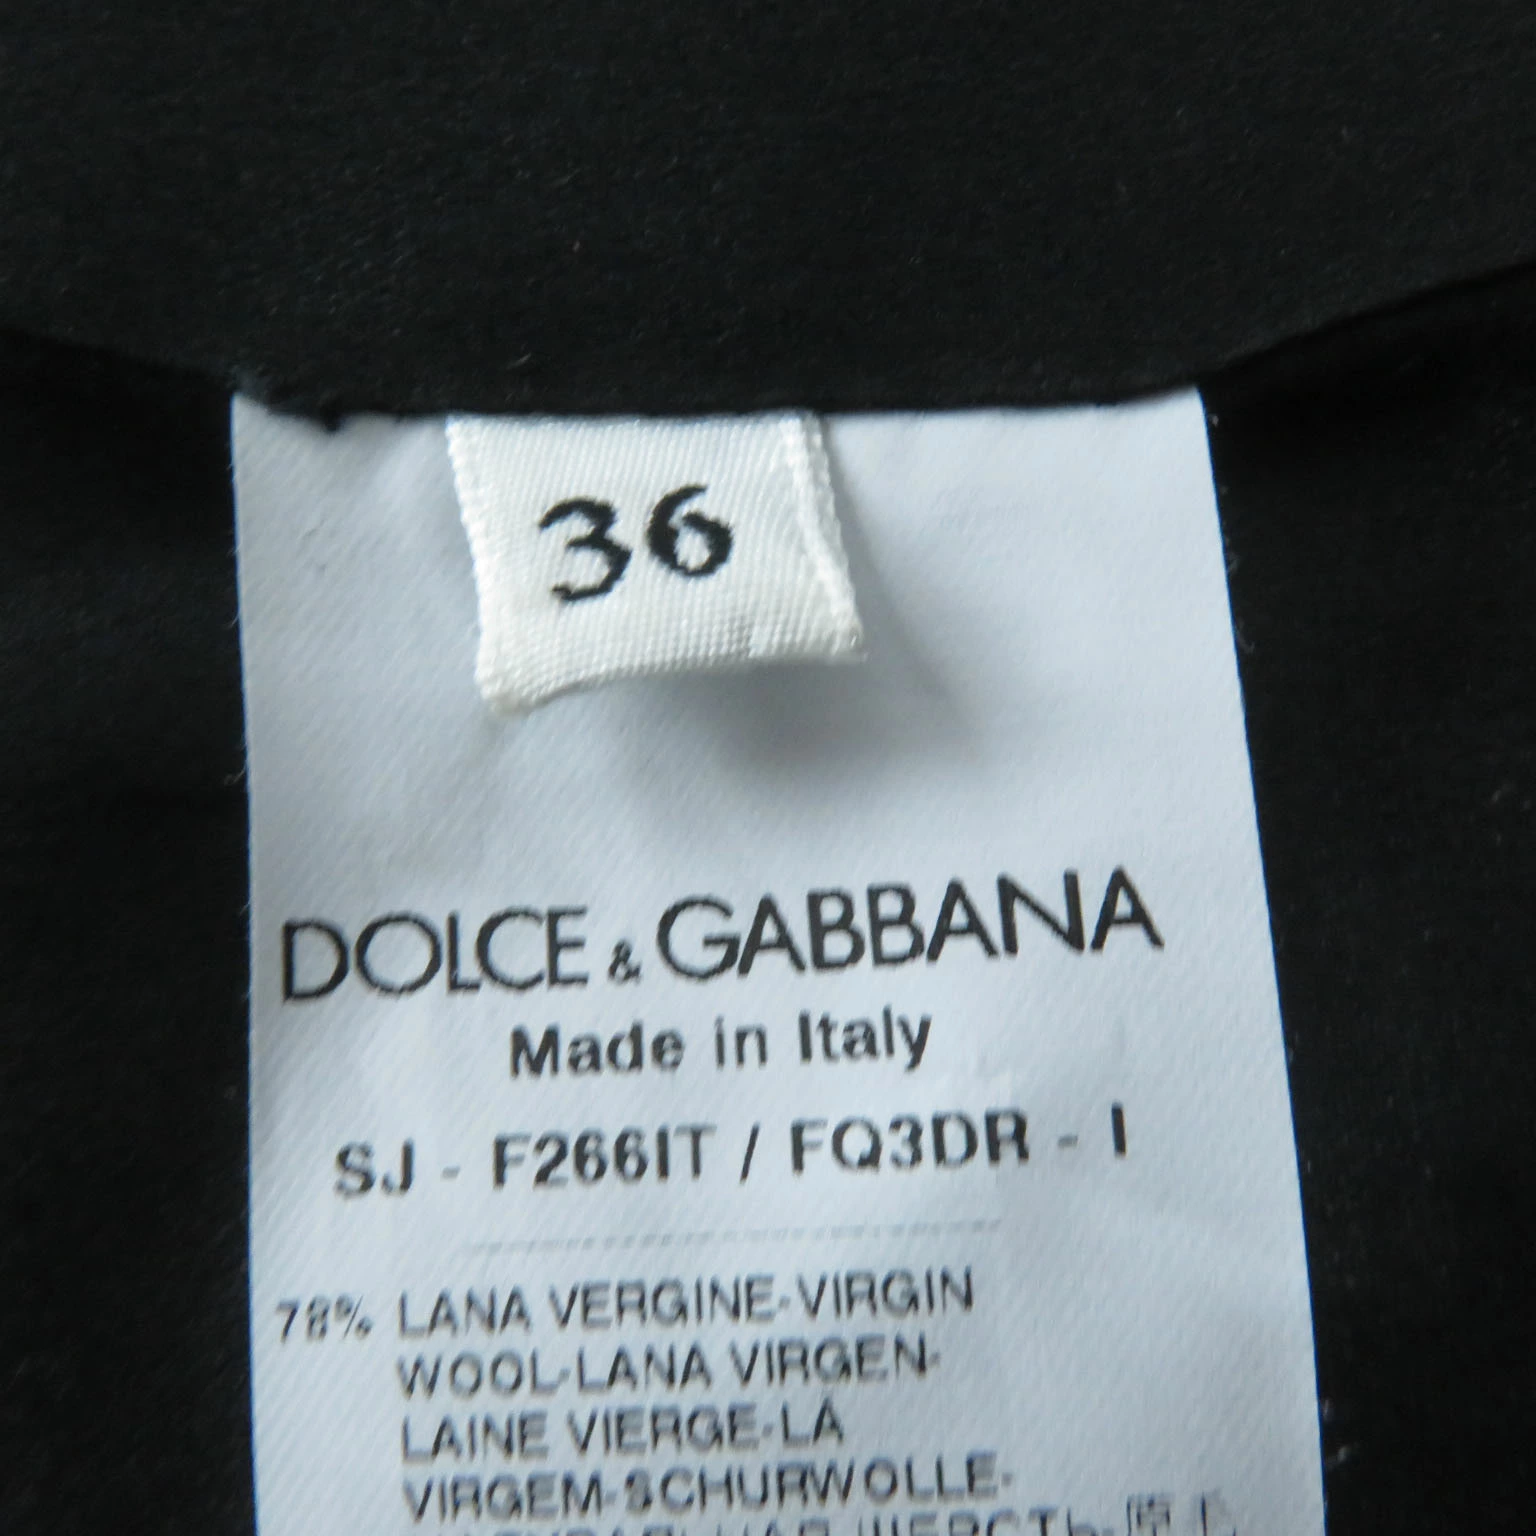 36
DOLCE & GABBANA
Made in Italy
SJ - F266IT / FQ3DR - I
78% LANA VERGINE-VIRGIN
WOOL-LANA VIRGEN-
LAINE VIERGE-LÃ
VIRGEM-SCHURWOLLE-
ШЕРСТЬ-